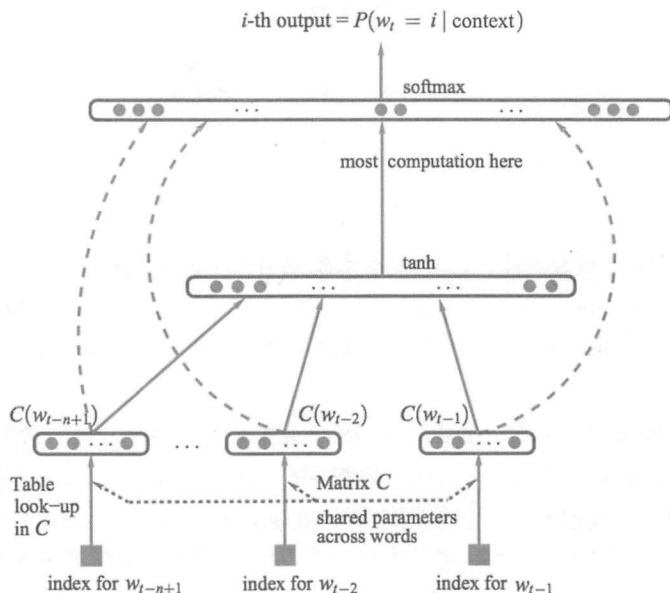 i-th output = P(w_t = i | context)
softmax
... ...
most computation here
tanh
... ...
C(w_{t−n+1}) C(w_{t−2}) C(w_{t−1})
... ... ... ...
Table
look−up
in C
Matrix C
shared parameters
across words
index for w_{t−n+1} index for w_{t−2} index for w_{t−1}